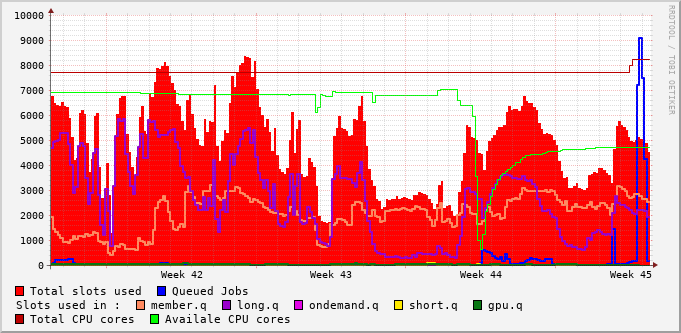 10000
9000
8000
7000
6000
5000
4000
3000
2000
1000
0
Week 42 Week 43 Week 44 Week 45
Total slots used Queued Jobs
Slots used in : member.q long.q ondemand.q short.q gpu.q
Total CPU cores Availale CPU cores
RRDTOOL / TOBI OETIKER